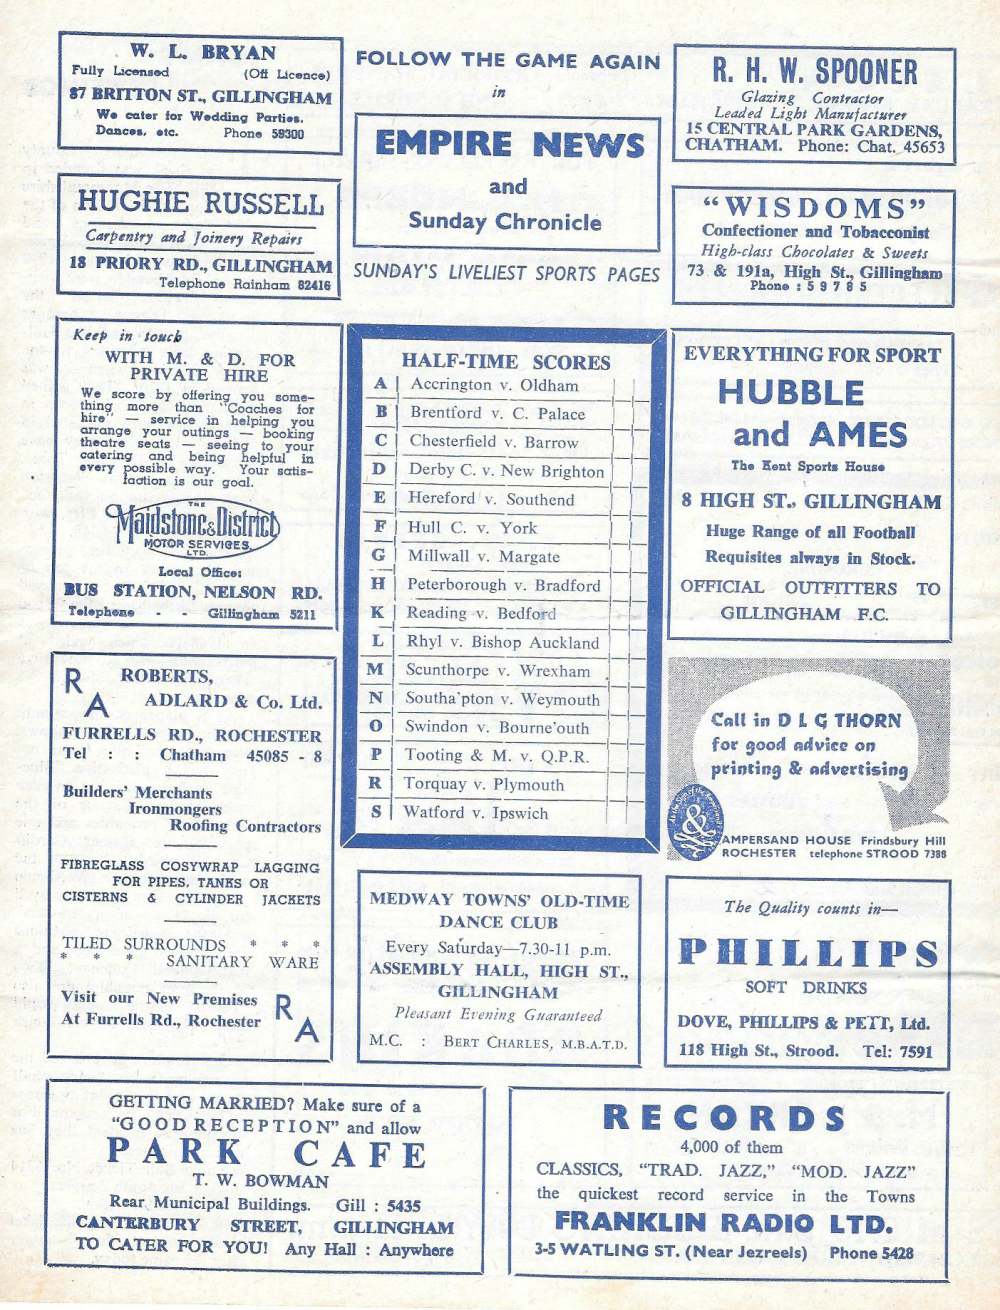 W. L. BRYAN
Fully Licensed (Off Licence)
87 BRITTON ST., GILLINGHAM
We cater for Wedding Parties.
Dances, etc. Phone 59300
FOLLOW THE GAME AGAIN
in
EMPIRE NEWS
and
Sunday Chronicle
SUNDAY'S LIVELIEST SPORTS PAGES
R. H. W. SPOONER
Glazing Contractor
Leaded Light Manufacturer
15 CENTRAL PARK GARDENS,
CHATHAM. Phone: Chat. 45653
HUGHIE RUSSELL
Carpentry and Joinery Repairs
18 PRIORY RD., GILLINGHAM
Telephone Rainham 82416
"WISDOMS"
Confectioner and Tobacconist
High-class Chocolates & Sweets
73 & 191a, High St., Gillingham
Phone : 59785
Keep in touch
WITH M. & D. FOR
PRIVATE HIRE
We score by offering you some-
thing more than "Coaches for
hire" — service in helping you
arrange your outings — booking
theatre seats — seeing to your
catering and being helpful in
every possible way. Your satis-
faction is our goal.
THE
Maidstone & District
MOTOR SERVICES
LTD.
Local Office:
BUS STATION, NELSON RD.
Telephone - - Gillingham 5211
HALF-TIME SCORES
A Accrington v. Oldham
B Brentford v. C. Palace
C Chesterfield v. Barrow
D Derby C. v. New Brighton
E Hereford v. Southend
F Hull C. v. York
G Millwall v. Margate
H Peterborough v. Bradford
K Reading v. Bedford
L Rhyl v. Bishop Auckland
M Scunthorpe v. Wrexham
N Southa'pton v. Weymouth
O Swindon v. Bourne'outh
P Tooting & M. v. Q.P.R.
R Torquay v. Plymouth
S Watford v. Ipswich
EVERYTHING FOR SPORT
HUBBLE
and AMES
The Kent Sports House
8 HIGH ST., GILLINGHAM
Huge Range of all Football
Requisites always in Stock.
OFFICIAL OUTFITTERS TO
GILLINGHAM F.C.
R A
ROBERTS,
ADLARD & Co. Ltd.
FURRELLS RD., ROCHESTER
Tel : : Chatham 45085 - 8
Builders' Merchants
Ironmongers
Roofing Contractors
FIBREGLASS COSYWRAP LAGGING
FOR PIPES, TANKS OR
CISTERNS & CYLINDER JACKETS
TILED SURROUNDS * * *
* * * SANITARY WARE
Visit our New Premises
At Furrells Rd., Rochester
R A
Call in D L G THORN
for good advice on
printing & advertising
&
AMPERSAND HOUSE Frindsbury Hill
ROCHESTER telephone STROOD 7388
MEDWAY TOWNS' OLD-TIME
DANCE CLUB
Every Saturday—7.30-11 p.m.
ASSEMBLY HALL, HIGH ST.,
GILLINGHAM
Pleasant Evening Guaranteed
M.C. : BERT CHARLES, M.B.A.T.D.
The Quality counts in—
PHILLIPS
SOFT DRINKS
DOVE, PHILLIPS & PETT, Ltd.
118 High St., Strood. Tel: 7591
GETTING MARRIED? Make sure of a
"GOOD RECEPTION" and allow
PARK CAFE
T. W. BOWMAN
Rear Municipal Buildings. Gill : 5435
CANTERBURY STREET, GILLINGHAM
TO CATER FOR YOU! Any Hall : Anywhere
RECORDS
4,000 of them
CLASSICS, "TRAD. JAZZ," "MOD. JAZZ"
the quickest record service in the Towns
FRANKLIN RADIO LTD.
3-5 WATLING ST. (Near Jezreels) Phone 5428